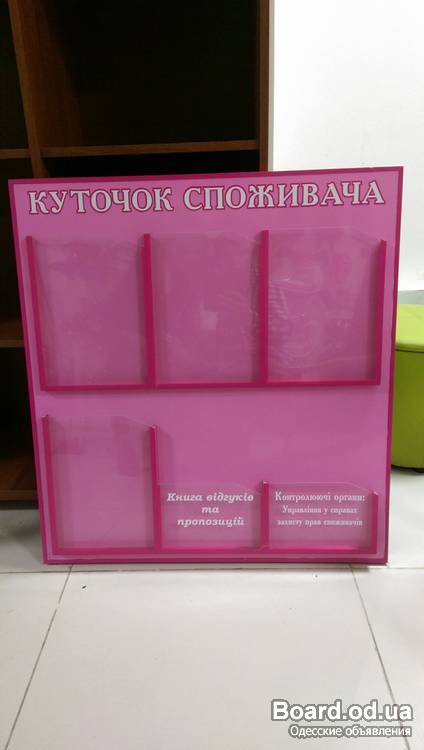 КУТОЧОК СПОЖИВАЧА
Книга відгуків
та
пропозицій
Контролюючі органи:
Управління у справах
захисту прав споживачів
Board.od.ua
Одесские объявления